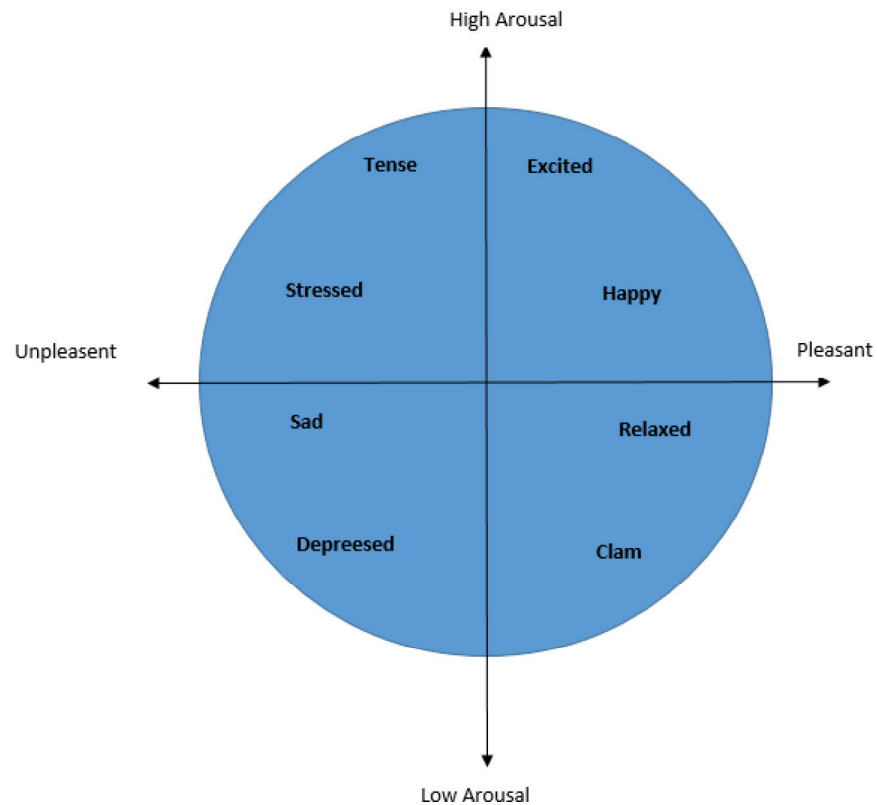 High Arousal
Tense
Excited
Stressed
Happy
Unpleasent
Pleasant
Sad
Relaxed
Depreesed
Clam
Low Arousal